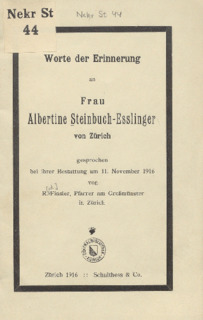 Nekr St
44
Nekr St 44
Worte der Erinnerung
an
Frau
Albertine Steinbuch-Esslinger
von Zürich
gesprochen
bei ihrer Bestattung am 11. November 1916
von
Finsler, Pfarrer am Großmünster
in Zürich
Zürich 1916 :: Schulthess & Co.